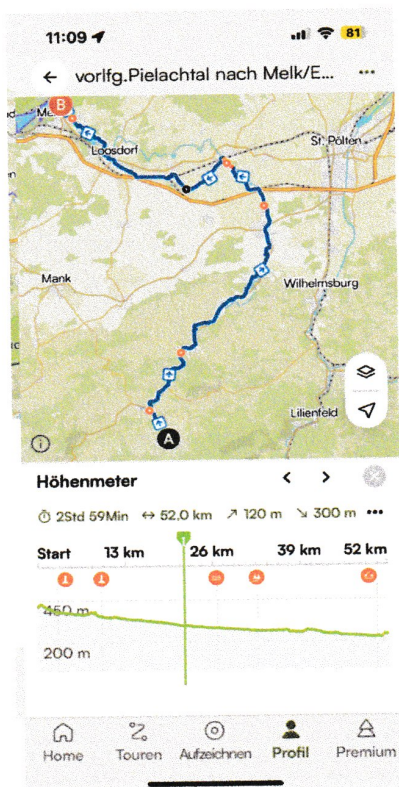 11:09
81
vorlfg.Pielachtal nach Melk/E... ...
B
Me
Loosdorf
St. Pölten
Mank
Wilhelmsburg
Lilienfeld
A
Höhenmeter
2Std 59Min 52,0 km 120 m 300 m ...
Start 13 km 26 km 39 km 52 km
450 m
200 m
Home Touren Aufzeichnen Profil Premium